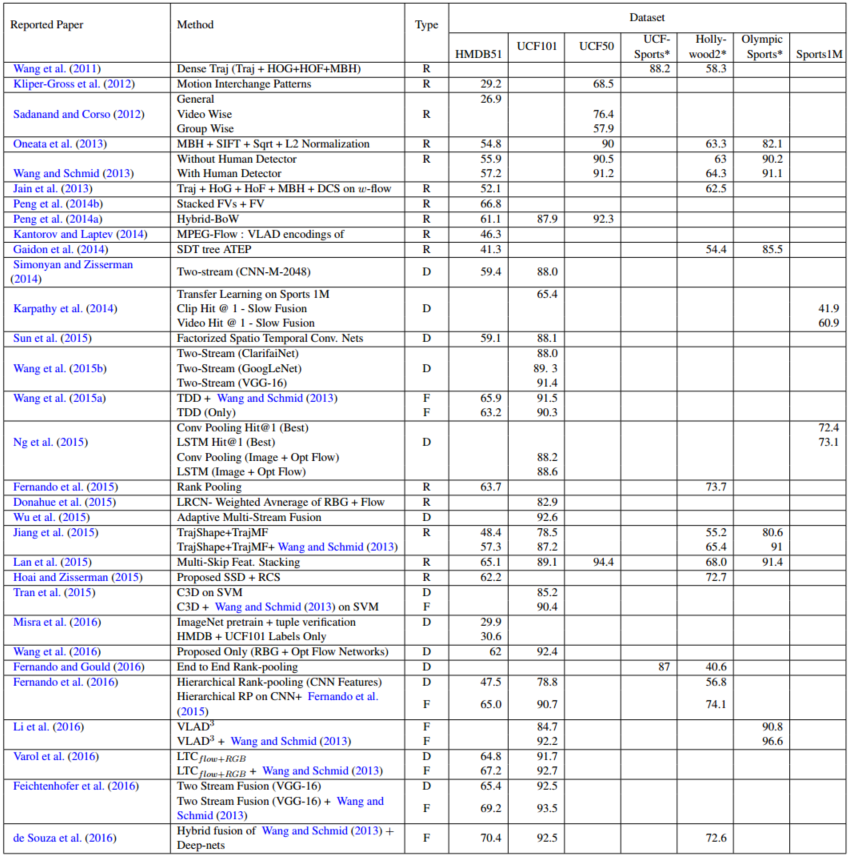 Reported Paper Method Type Dataset
HMDB51 UCF101 UCF50 UCF-Sports* Holly-wood2* Olympic Sports* Sports1M
Wang et al. (2011) Dense Traj (Traj + HOG+HOF+MBH) R 88.2 58.3
Kliper-Gross et al. (2012) Motion Interchange Patterns R 29.2 68.5
General 26.9
Sadanand and Corso (2012) Video Wise R 76.4
Group Wise 57.9
Oneata et al. (2013) MBH + SIFT + Sqrt + L2 Normalization R 54.8 90 63.3 82.1
Without Human Detector R 55.9 90.5 63 90.2
Wang and Schmid (2013) With Human Detector 57.2 91.2 64.3 91.1
Jain et al. (2013) Traj + HoG + HoF + MBH + DCS on w-flow R 52.1 62.5
Peng et al. (2014b) Stacked FVs + FV R 66.8
Peng et al. (2014a) Hybrid-BoW R 61.1 87.9 92.3
Kantorov and Laptev (2014) MPEG-Flow : VLAD encodings of R 46.3
Gaidon et al. (2014) SDT tree ATEP R 41.3 54.4 85.5
Simonyan and Zisserman
(2014) Two-stream (CNN-M-2048) D 59.4 88.0
Transfer Learning on Sports 1M 65.4
Karpathy et al. (2014) Clip Hit @ 1 - Slow Fusion D 41.9
Video Hit @ 1 - Slow Fusion 60.9
Sun et al. (2015) Factorized Spatio Temporal Conv. Nets D 59.1 88.1
Two-Stream (ClarifaiNet) 88.0
Wang et al. (2015b) Two-Stream (GoogLeNet) D 89. 3
Two-Stream (VGG-16) 91.4
Wang et al. (2015a) TDD + Wang and Schmid (2013) F 65.9 91.5
TDD (Only) F 63.2 90.3
Conv Pooling Hit@1 (Best) 72.4
Ng et al. (2015) LSTM Hit@1 (Best) D 73.1
Conv Pooling (Image + Opt Flow) 88.2
LSTM (Image + Opt Flow) 88.6
Fernando et al. (2015) Rank Pooling R 63.7 73.7
Donahue et al. (2015) LRCN- Weighted Avnerage of RBG + Flow R 82.9
Wu et al. (2015) Adaptive Multi-Stream Fusion D 92.6
Jiang et al. (2015) TrajShape+TrajMF R 48.4 78.5 55.2 80.6
TrajShape+TrajMF+ Wang and Schmid (2013) 57.3 87.2 65.4 91
Lan et al. (2015) Multi-Skip Feat. Stacking R 65.1 89.1 94.4 68.0 91.4
Hoai and Zisserman (2015) Proposed SSD + RCS R 62.2 72.7
Tran et al. (2015) C3D on SVM D 85.2
C3D + Wang and Schmid (2013) on SVM F 90.4
Misra et al. (2016) ImageNet pretrain + tuple verification D 29.9
HMDB + UCF101 Labels Only 30.6
Wang et al. (2016) Proposed Only (RBG + Opt Flow Networks) D 62 92.4
Fernando and Gould (2016) End to End Rank-pooling D 87 40.6
Fernando et al. (2016) Hierarchical Rank-pooling (CNN Features) D 47.5 78.8 56.8
Hierarchical RP on CNN+ Fernando et al.
(2015) F 65.0 90.7 74.1
Li et al. (2016) VLAD³ F 84.7 90.8
VLAD³ + Wang and Schmid (2013) F 92.2 96.6
Varol et al. (2016) LTCflow+RGB D 64.8 91.7
LTCflow+RGB + Wang and Schmid (2013) F 67.2 92.7
Feichtenhofer et al. (2016) Two Stream Fusion (VGG-16) D 65.4 92.5
Two Stream Fusion (VGG-16) + Wang and
Schmid (2013) F 69.2 93.5
de Souza et al. (2016) Hybrid fusion of Wang and Schmid (2013) +
Deep-nets F 70.4 92.5 72.6